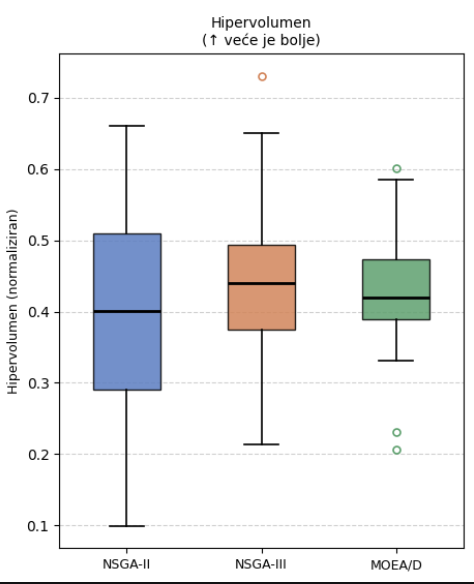 Hipervolumen
(↑ veće je bolje)
Hipervolumen (normaliziran)
0.7
0.6
0.5
0.4
0.3
0.2
0.1
NSGA-II NSGA-III MOEA/D